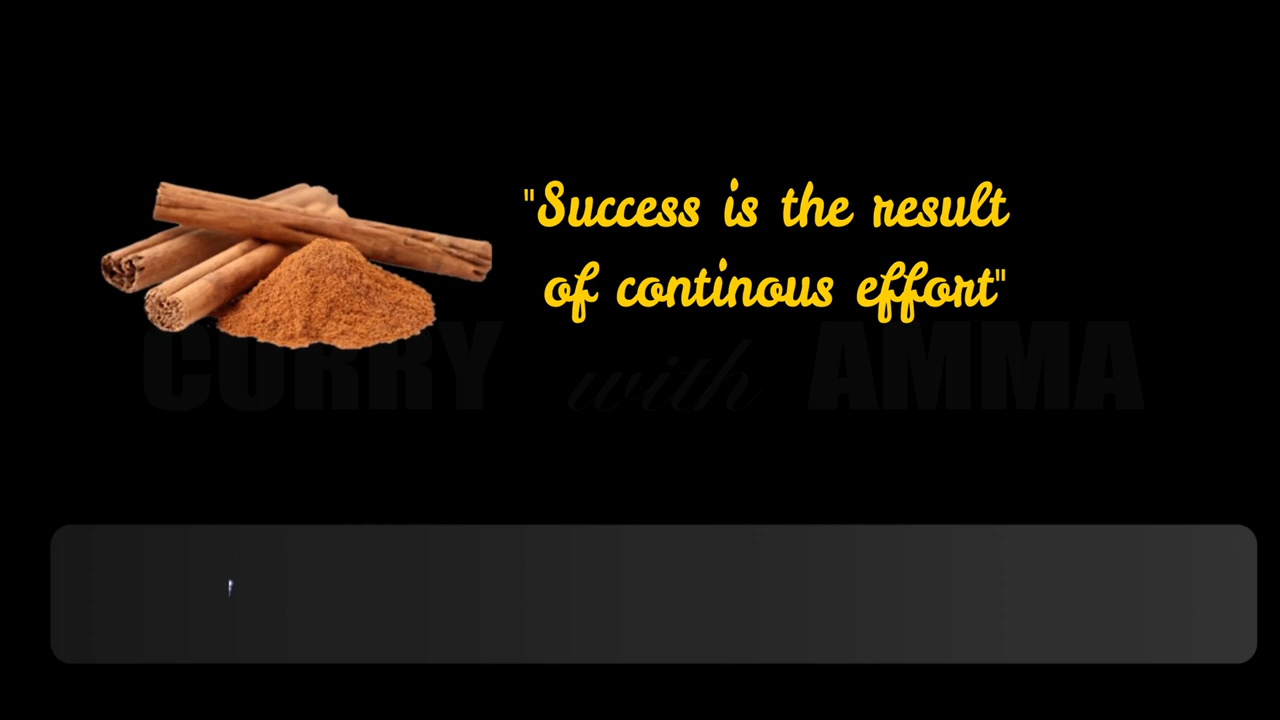 "Success is the result
of continous effort"
CURRY with AMMA